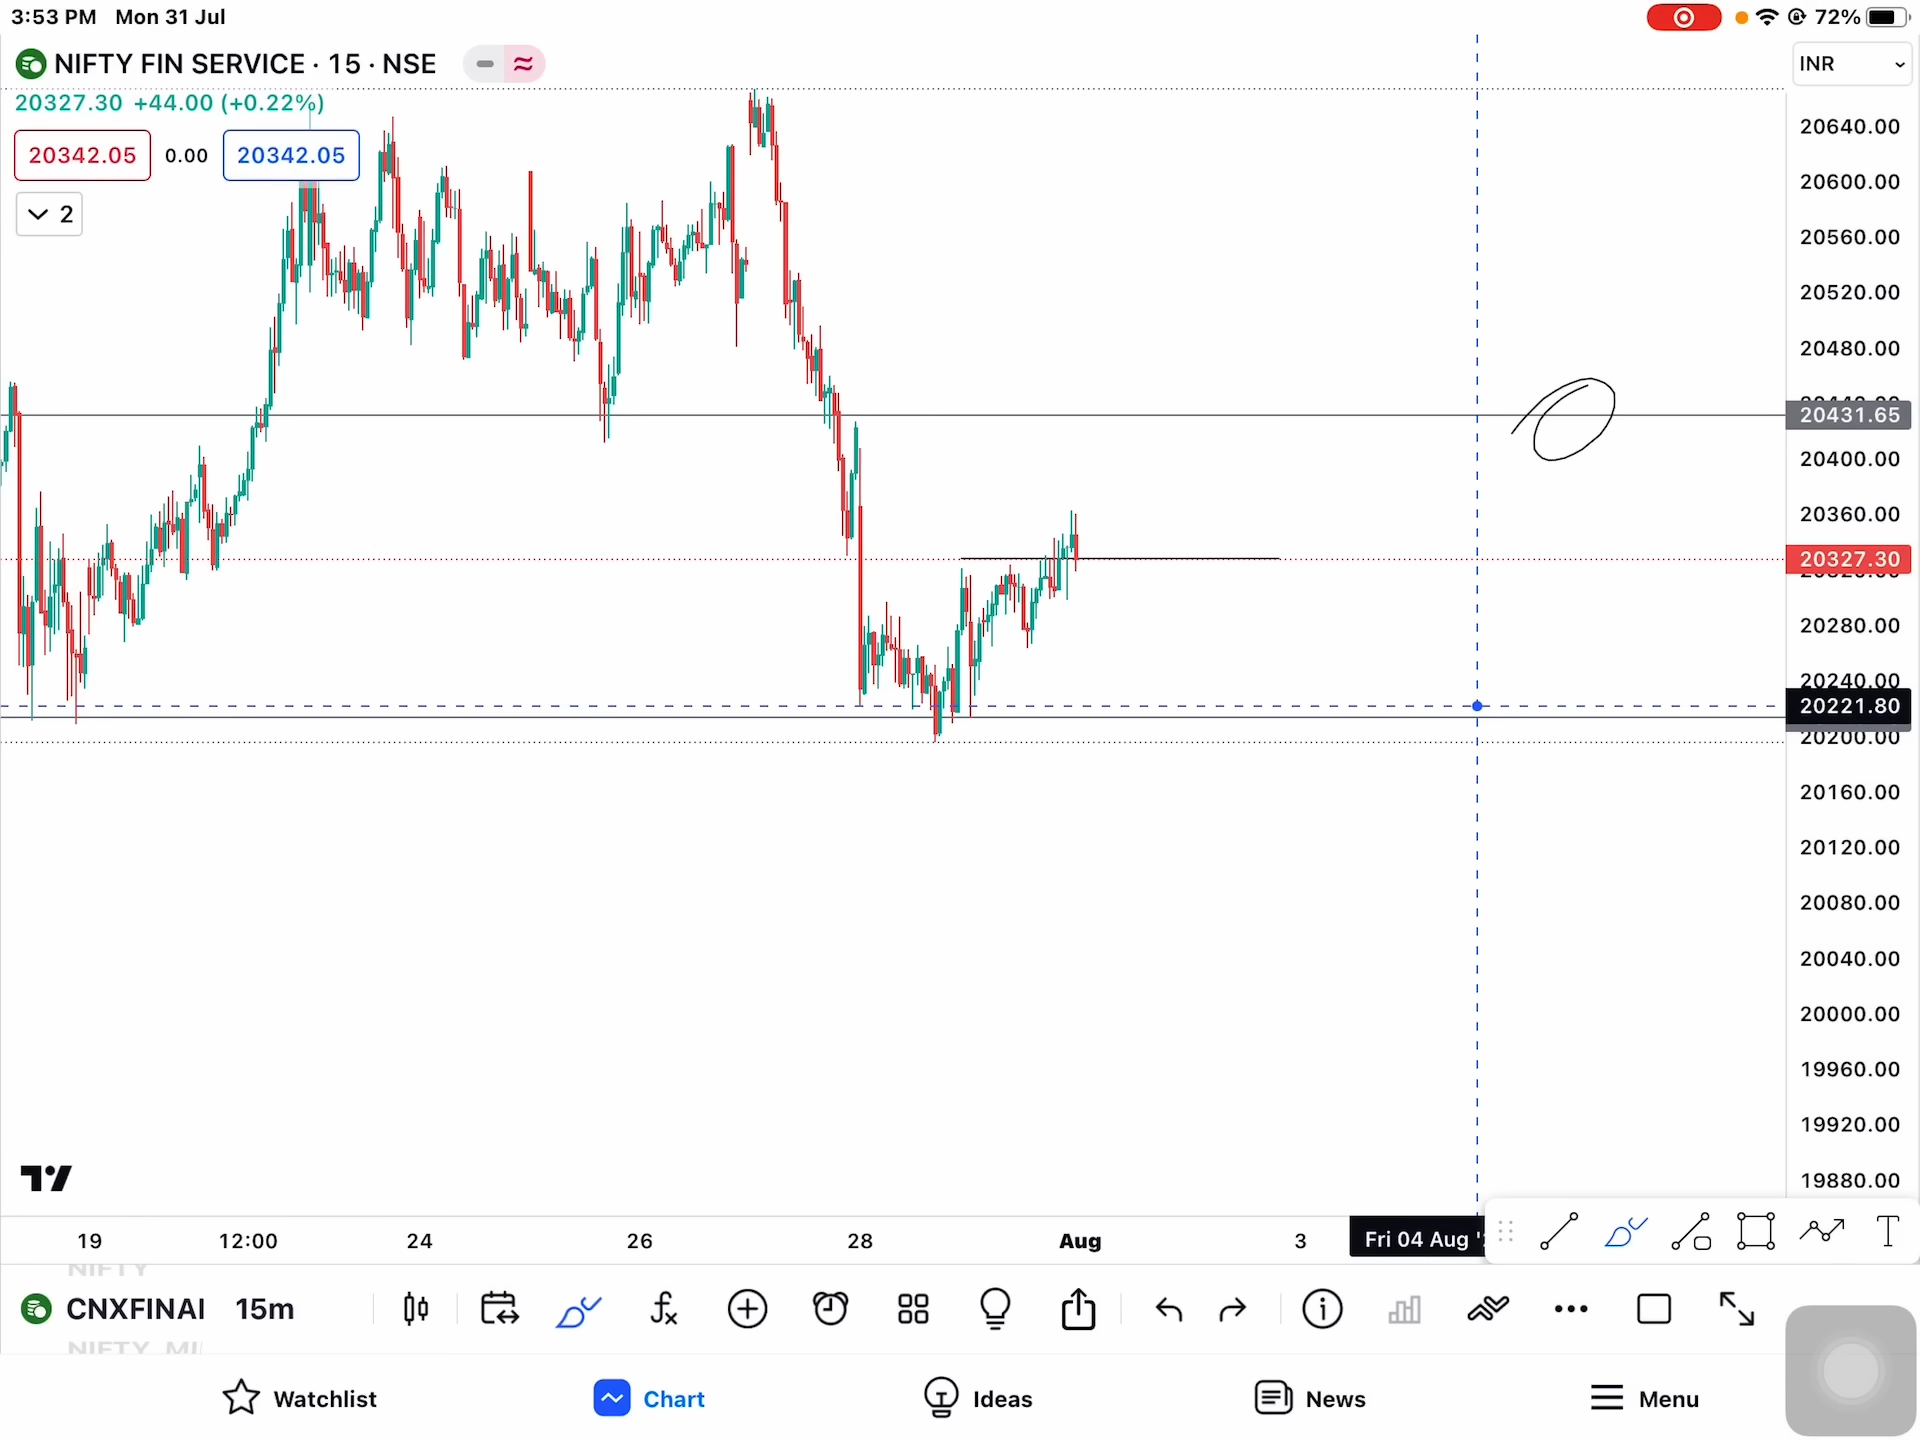 3:53 PM Mon 31 Jul
72%
NIFTY FIN SERVICE · 15 · NSE
INR
20327.30 +44.00 (+0.22%)
20342.05 0.00 20342.05
2
20640.00
20600.00
20560.00
20520.00
20480.00
20431.65
20400.00
20360.00
20327.30
20280.00
20240.00
20221.80
20200.00
20160.00
20120.00
20080.00
20040.00
20000.00
19960.00
19920.00
19880.00
19 12:00 24 26 28 Aug 3 Fri 04 Aug '
T
NIFTY
CNXFINAI 15m
NIFTY MI
Watchlist Chart Ideas News Menu